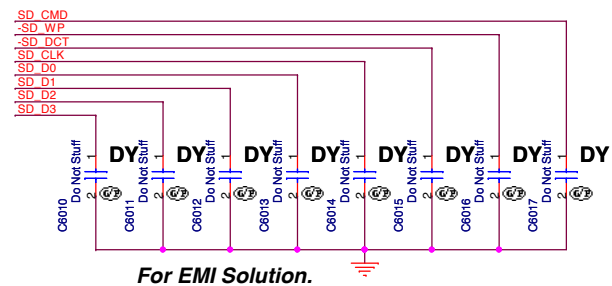 SD_CMD
-SD_WP
-SD_DCT
SD_CLK
SD_D0
SD_D1
SD_D2
SD_D3
DY DY DY DY DY DY DY DY
1 1 1 1 1 1 1 1
Do Not Stuff Do Not Stuff Do Not Stuff Do Not Stuff Do Not Stuff Do Not Stuff Do Not Stuff Do Not Stuff
2 2 2 2 2 2 2 2
C6010 C6011 C6012 C6013 C6014 C6015 C6016 C6017
For EMI Solution.